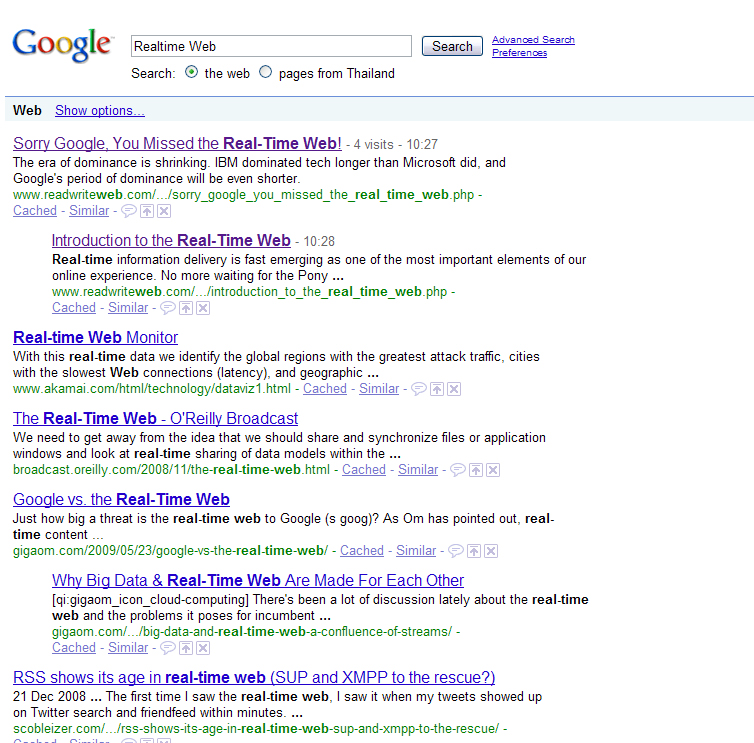 Google
Realtime Web
Search
Advanced Search
Preferences
Search: the web pages from Thailand
Web Show options...
Sorry Google, You Missed the Real-Time Web! - 4 visits - 10:27
The era of dominance is shrinking. IBM dominated tech longer than Microsoft did, and
Google's period of dominance will be even shorter.
www.readwriteweb.com/.../sorry_google_you_missed_the_real_time_web.php -
Cached - Similar -
Introduction to the Real-Time Web - 10:28
Real-time information delivery is fast emerging as one of the most important elements of our
online experience. No more waiting for the Pony ...
www.readwriteweb.com/.../introduction_to_the_real_time_web.php -
Cached - Similar -
Real-time Web Monitor
With this real-time data we identify the global regions with the greatest attack traffic, cities
with the slowest Web connections (latency), and geographic ...
www.akamai.com/html/technology/dataviz1.html - Cached - Similar -
The Real-Time Web - O'Reilly Broadcast
We need to get away from the idea that we should share and synchronize files or application
windows and look at real-time sharing of data models within the ...
broadcast.oreilly.com/2008/11/the-real-time-web.html - Cached - Similar -
Google vs. the Real-Time Web
Just how big a threat is the real-time web to Google (s goog)? As Om has pointed out, real-
time content ...
gigaom.com/2009/05/23/google-vs-the-real-time-web/ - Cached - Similar -
Why Big Data & Real-Time Web Are Made For Each Other
[qi:gigaom_icon_cloud-computing] There's been a lot of discussion lately about the real-time
web and the problems it poses for incumbent ...
gigaom.com/.../big-data-and-real-time-web-a-confluence-of-streams/ -
Cached - Similar -
RSS shows its age in real-time web (SUP and XMPP to the rescue?)
21 Dec 2008 ... The first time I saw the real-time web, I saw it when my tweets showed up
on Twitter search and friendfeed within minutes. ...
scobleizer.com/.../rss-shows-its-age-in-real-time-web-sup-and-xmpp-to-the-rescue/ -
Cached - Similar -